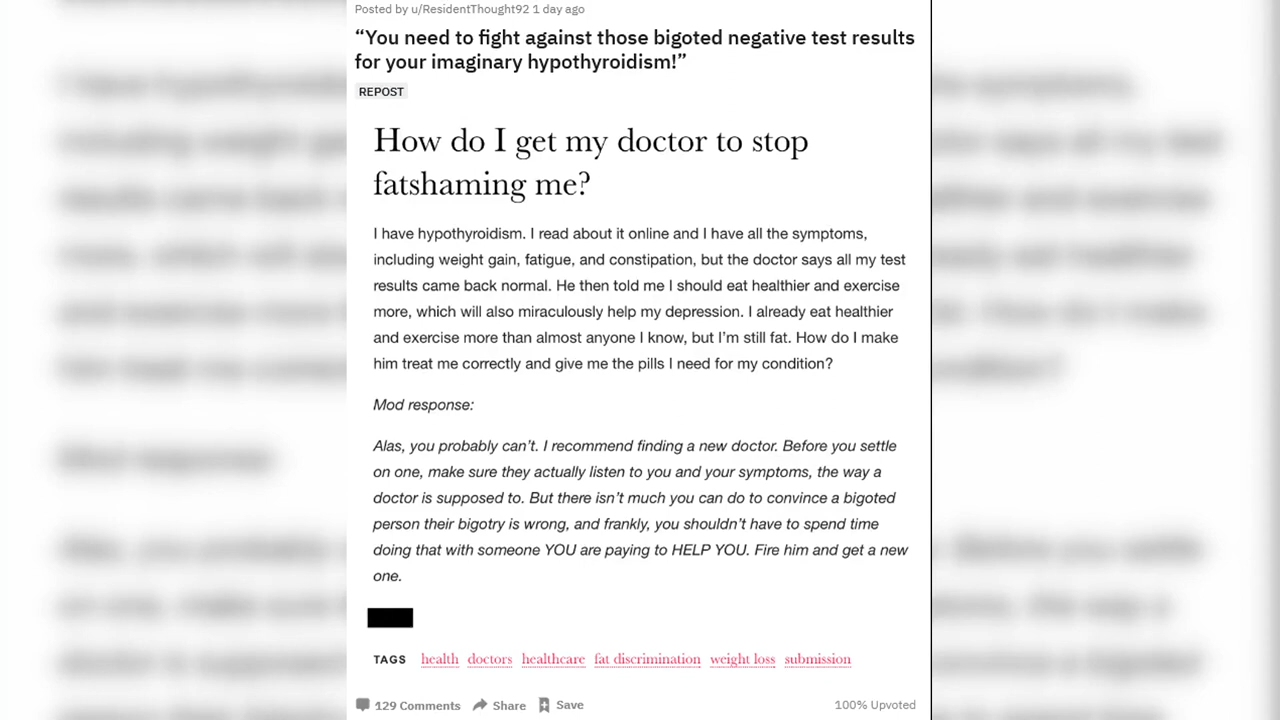 Posted by u/ResidentThought92 1 day ago
“You need to fight against those bigoted negative test results
for your imaginary hypothyroidism!”
REPOST
How do I get my doctor to stop
fatshaming me?
I have hypothyroidism. I read about it online and I have all the symptoms,
including weight gain, fatigue, and constipation, but the doctor says all my test
results came back normal. He then told me I should eat healthier and exercise
more, which will also miraculously help my depression. I already eat healthier
and exercise more than almost anyone I know, but I’m still fat. How do I make
him treat me correctly and give me the pills I need for my condition?
Mod response:
Alas, you probably can’t. I recommend finding a new doctor. Before you settle
on one, make sure they actually listen to you and your symptoms, the way a
doctor is supposed to. But there isn’t much you can do to convince a bigoted
person their bigotry is wrong, and frankly, you shouldn’t have to spend time
doing that with someone YOU are paying to HELP YOU. Fire him and get a new
one.
TAGS health doctors healthcare fat discrimination weight loss submission
129 Comments Share Save 100% Upvoted